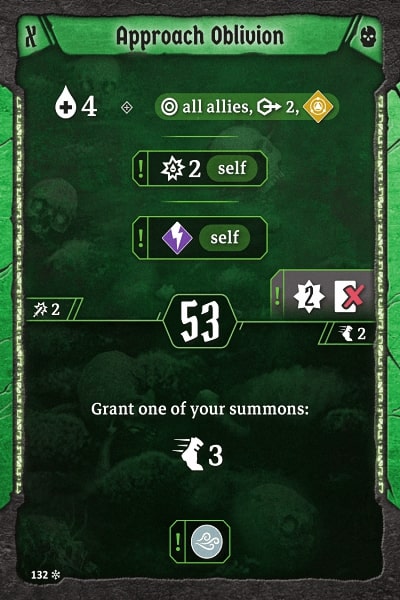 X
Approach Oblivion
4
all allies, 2,
! 2 self
! self
! 2
2
53
2
Grant one of your summons:
3
!
132